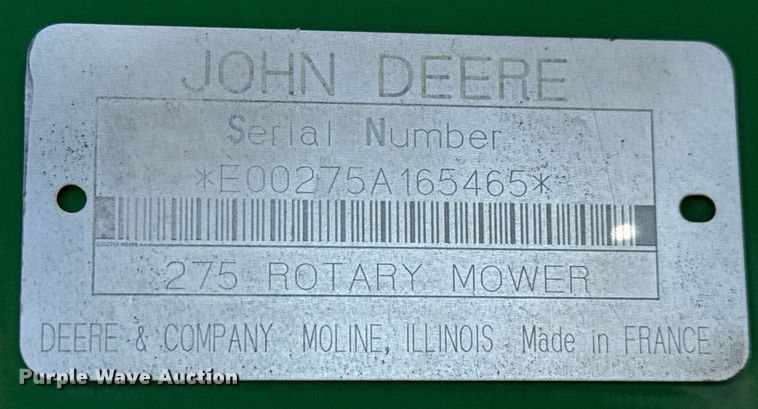 JOHN DEERE
Serial Number
*E00275A165465*
275 ROTARY MOWER
DEERE & COMPANY MOLINE, ILLINOIS Made in FRANCE
Purple Wave Auction